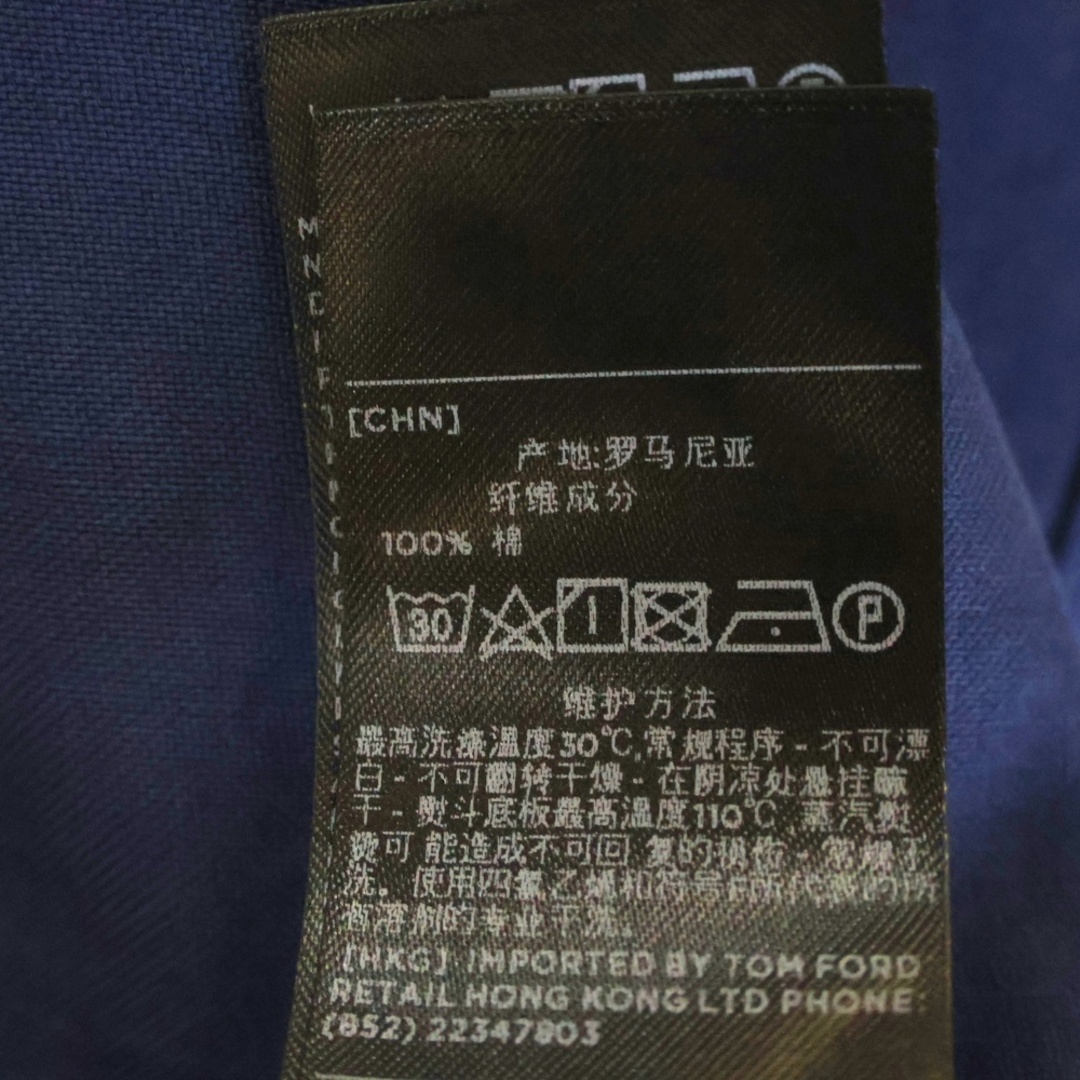 [CHN]
产地:罗马尼亚
纤维成分
100% 棉
30 P
维护方法
最高洗涤温度30℃,常规程序 - 不可漂
白 - 不可翻转干燥 - 在阴凉处悬挂晾
干 - 熨斗底板最高温度110℃ 蒸汽熨
烫可能造成不可回复的损伤 - 常规干
洗。使用四氯乙烯和符号F所代表的所
有溶剂的专业干洗。
[HKG] IMPORTED BY TOM FORD
RETAIL HONG KONG LTD PHONE:
(852) 22347803